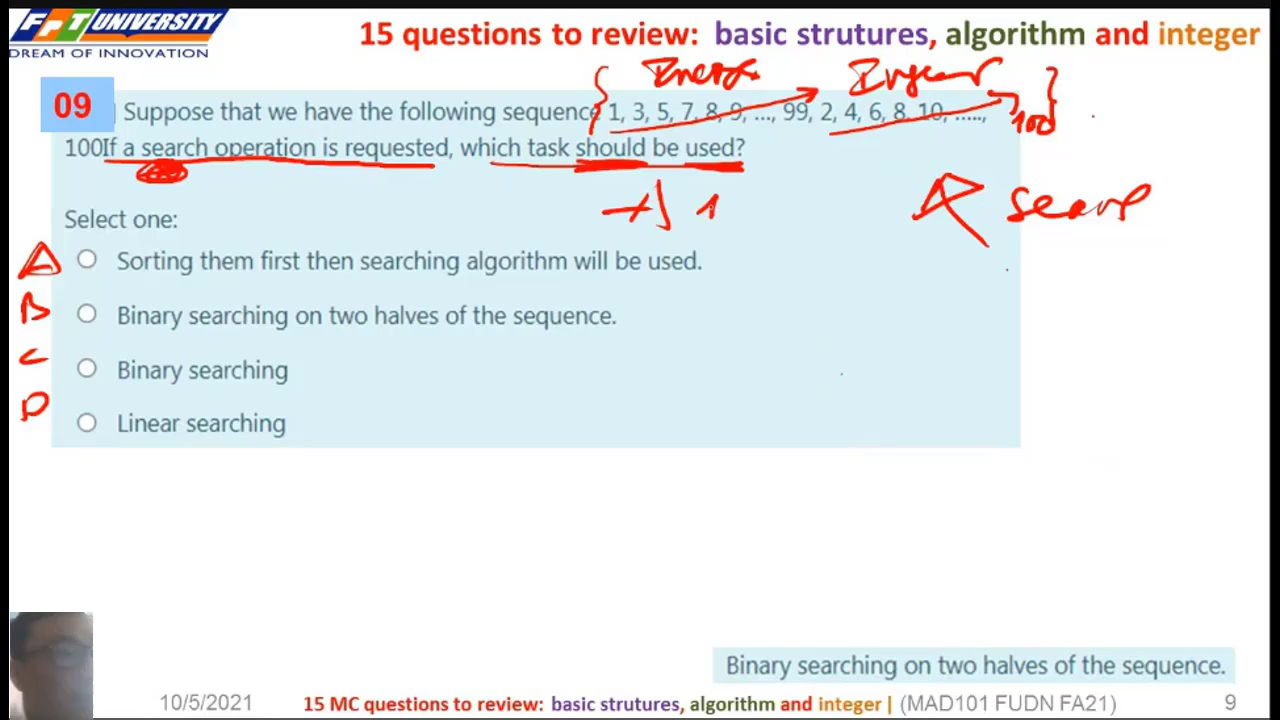 FPT UNIVERSITY
DREAM OF INNOVATION
15 questions to review: basic strutures, algorithm and integer
09
Suppose that we have the following sequence 1, 3, 5, 7, 8, 9, ..., 99, 2, 4, 6, 8, 10, .....,
100
100If a search operation is requested, which task should be used?
Select one:
A Sorting them first then searching algorithm will be used.
B Binary searching on two halves of the sequence.
C Binary searching
D Linear searching
Binary searching on two halves of the sequence.
10/5/2021 15 MC questions to review: basic strutures, algorithm and integer | (MAD101 FUDN FA21) 9